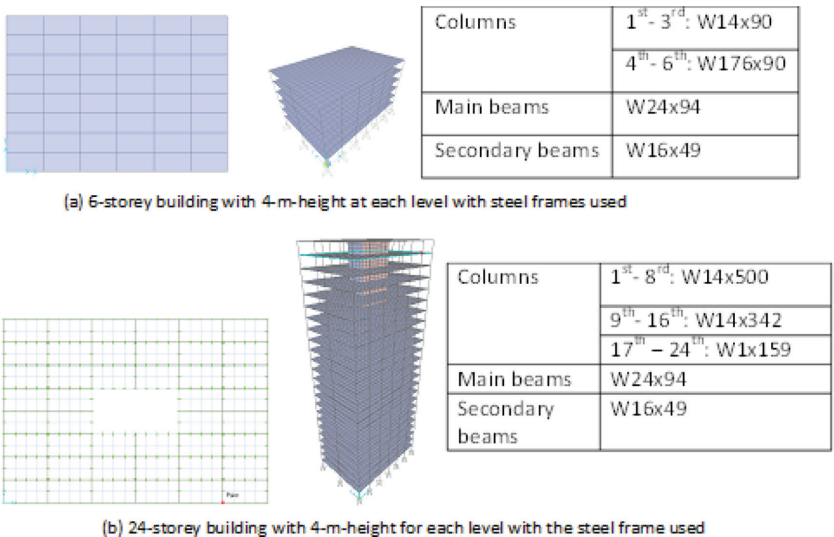 Columns
1st- 3rd: W14x90
4th- 6th: W176x90
Main beams
W24x94
Secondary beams
W16x49
(a) 6-storey building with 4-m-height at each level with steel frames used
Columns
1st- 8rd: W14x500
9th- 16th: W14x342
17th – 24th: W1x159
Main beams
W24x94
Secondary
beams
W16x49
(b) 24-storey building with 4-m-height for each level with the steel frame used